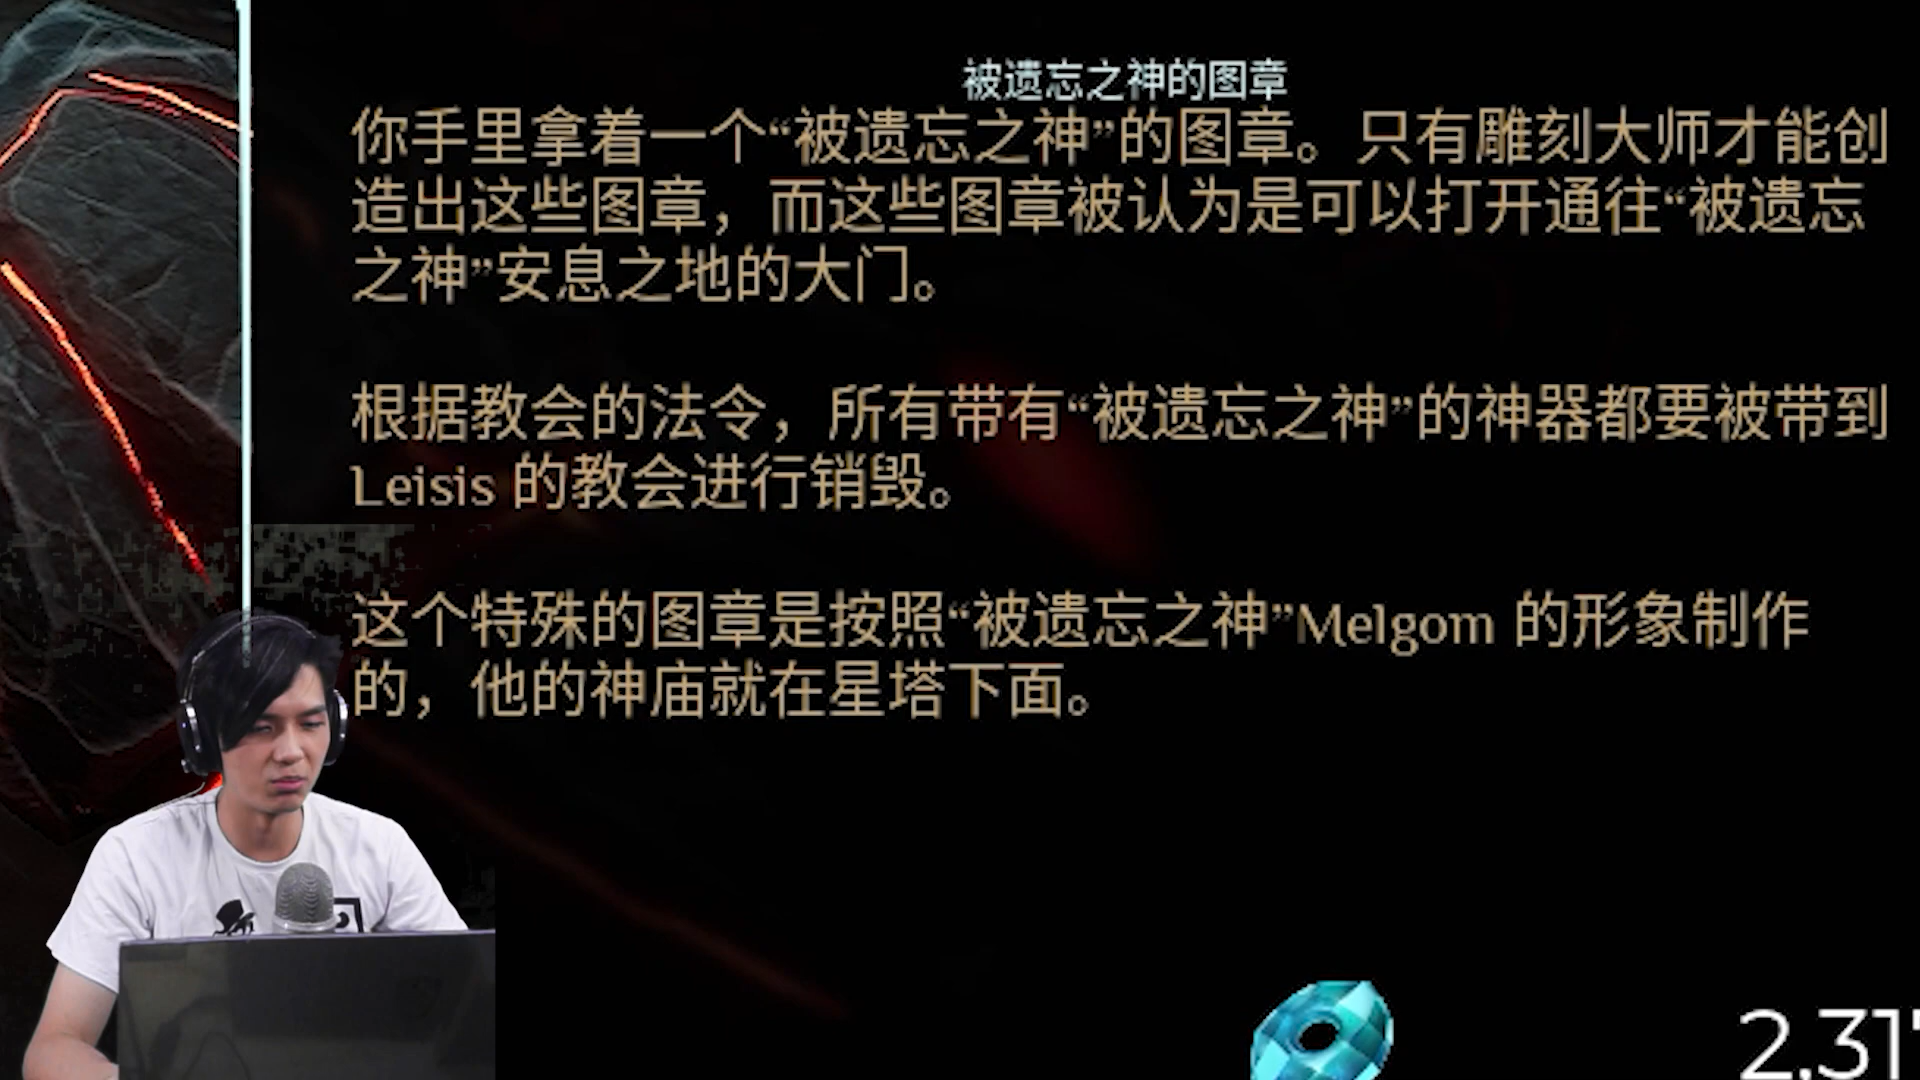 被遗忘之神的图章
你手里拿着一个“被遗忘之神”的图章。只有雕刻大师才能创
造出这些图章，而这些图章被认为是可以打开通往“被遗忘
之神”安息之地的大门。
根据教会的法令，所有带有“被遗忘之神”的神器都要被带到
Leisis 的教会进行销毁。
这个特殊的图章是按照“被遗忘之神”Melgom 的形象制作
的，他的神庙就在星塔下面。
2.317